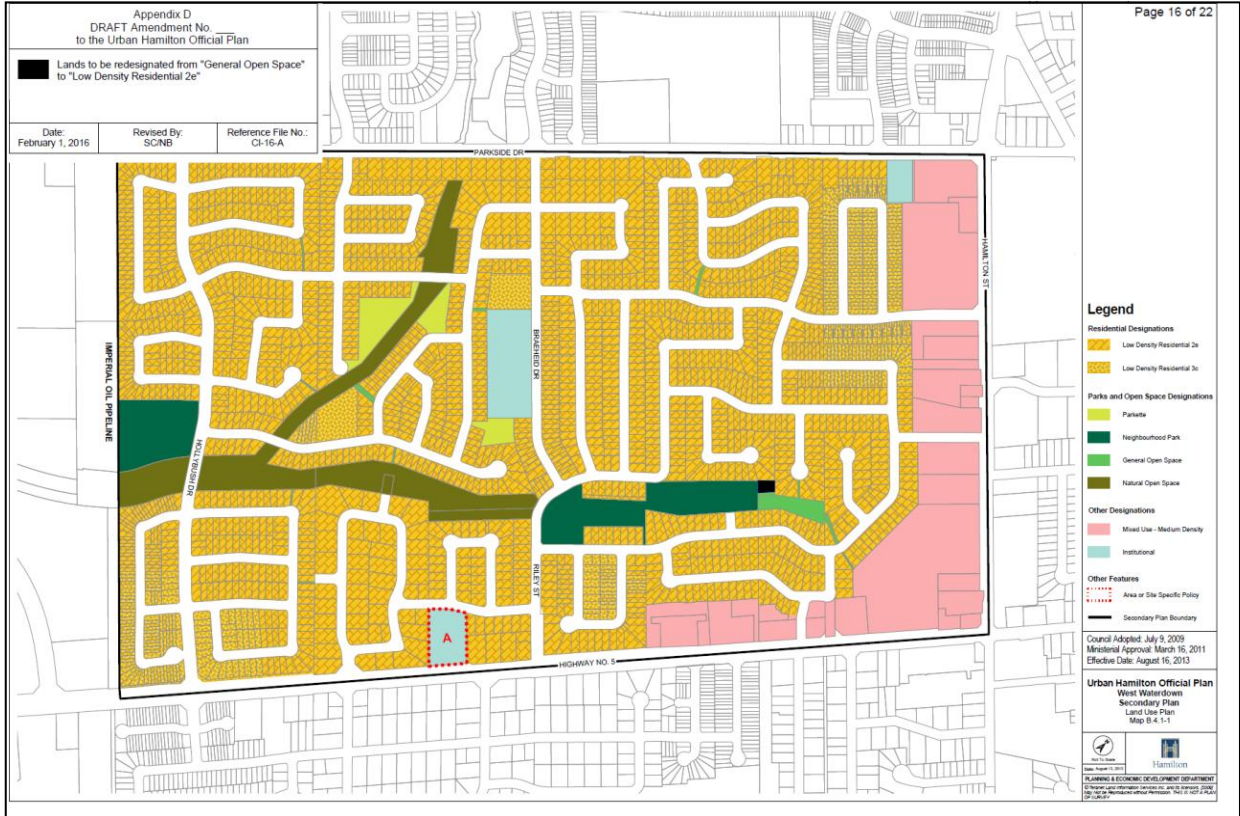 Page 16 of 22
Appendix D
DRAFT Amendment No. ___
to the Urban Hamilton Official Plan
Lands to be redesignated from "General Open Space"
to "Low Density Residential 2e"
Date:
February 1, 2016
Revised By:
SC/NB
Reference File No.:
CI-16-A
PARKSIDE DR
HAMILTON ST
IMPERIAL OIL PIPELINE
BRAEHEID DR
HOLLYBUSH DR
RILEY ST
A
HIGHWAY NO. 5
Legend
Residential Designations
Low Density Residential 2e
Low Density Residential 3c
Parks and Open Space Designations
Parkette
Neighbourhood Park
General Open Space
Natural Open Space
Other Designations
Mixed Use - Medium Density
Institutional
Other Features
Area or Site Specific Policy
Secondary Plan Boundary
Council Adopted: July 9, 2009
Ministerial Approval: March 16, 2011
Effective Date: August 16, 2013
Urban Hamilton Official Plan
West Waterdown
Secondary Plan
Land Use Plan
Map B.4.1-1
Not To Scale
Hamilton
PLANNING & ECONOMIC DEVELOPMENT DEPARTMENT